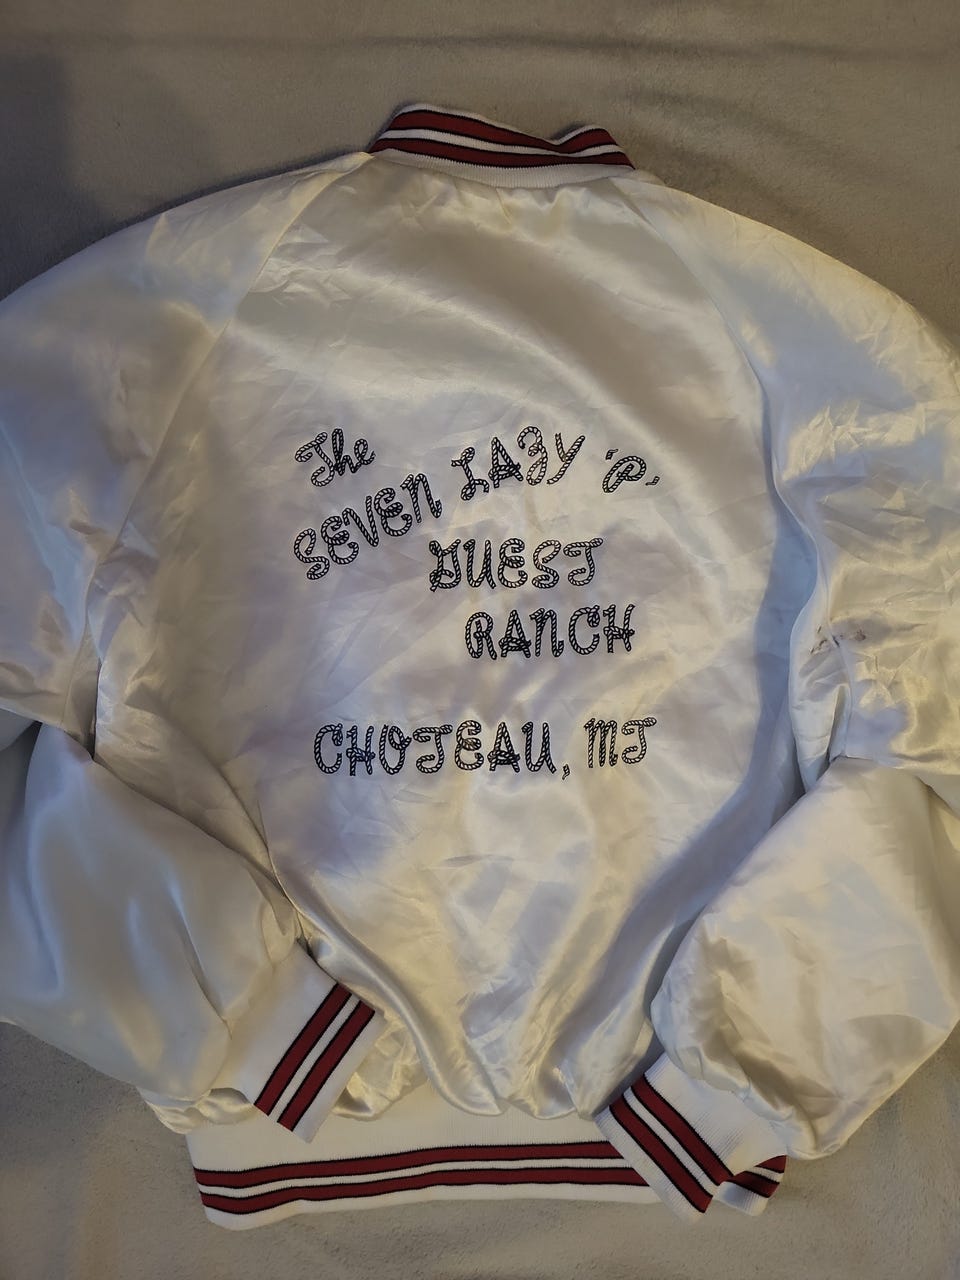 The
SEVEN LAZY 'P'
GUEST
RANCH
CHOTEAU, MT